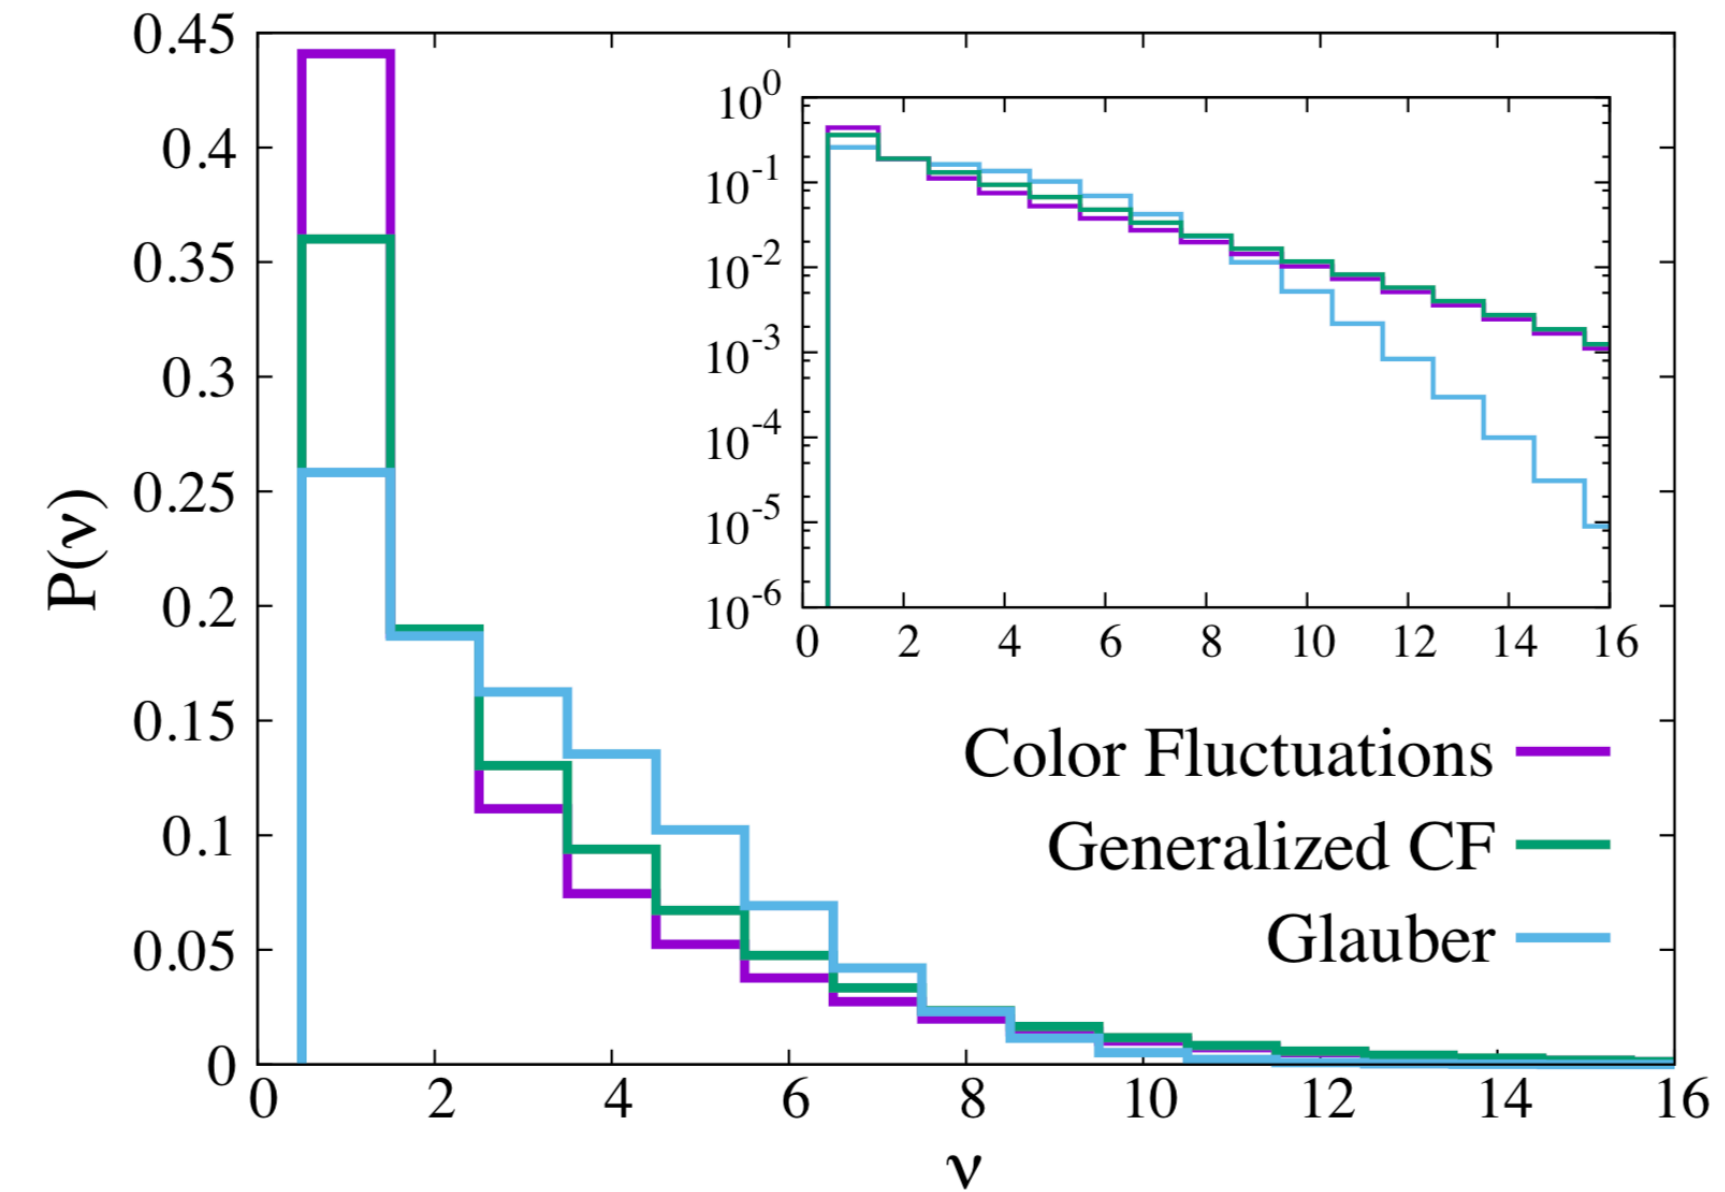 0.45
0.4
0.35
0.3
0.25
0.2
0.15
0.1
0.05
0
P(ν)
0 2 4 6 8 10 12 14 16
ν
10^0
10^-1
10^-2
10^-3
10^-4
10^-5
10^-6
0 2 4 6 8 10 12 14 16
Color Fluctuations
Generalized CF
Glauber